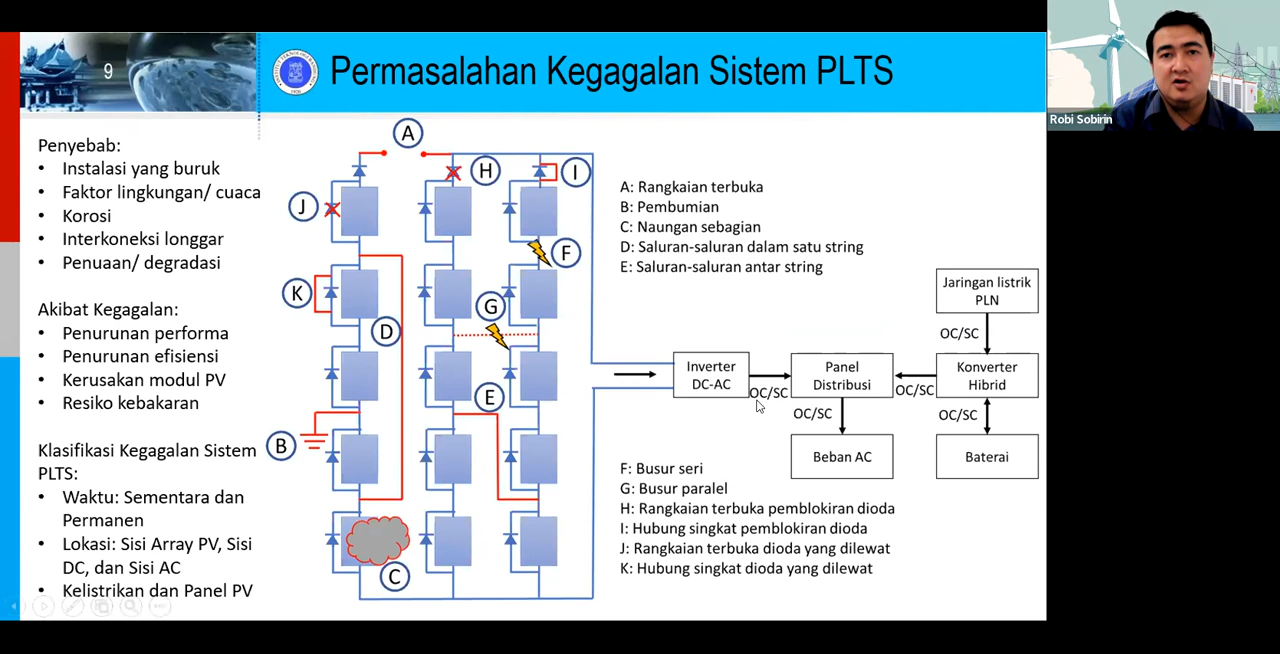 9
Permasalahan Kegagalan Sistem PLTS
Robi Sobirin
Penyebab:
• Instalasi yang buruk
• Faktor lingkungan/ cuaca
• Korosi
• Interkoneksi longgar
• Penuaan/ degradasi
Akibat Kegagalan:
• Penurunan performa
• Penurunan efisiensi
• Kerusakan modul PV
• Resiko kebakaran
Klasifikasi Kegagalan Sistem
PLTS:
• Waktu: Sementara dan
Permanen
• Lokasi: Sisi Array PV, Sisi
DC, dan Sisi AC
• Kelistrikan dan Panel PV
A
H
I
J
F
K
G
D
E
B
C
A: Rangkaian terbuka
B: Pembumian
C: Naungan sebagian
D: Saluran-saluran dalam satu string
E: Saluran-saluran antar string
Jaringan listrik
PLN
OC/SC
Inverter
DC-AC
OC/SC
Panel
Distribusi
OC/SC
Konverter
Hibrid
OC/SC
OC/SC
Beban AC
Baterai
F: Busur seri
G: Busur paralel
H: Rangkaian terbuka pemblokiran dioda
I: Hubung singkat pemblokiran dioda
J: Rangkaian terbuka dioda yang dilewat
K: Hubung singkat dioda yang dilewat